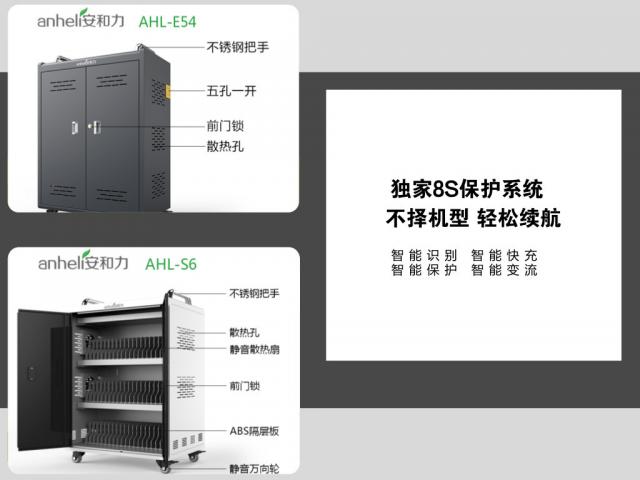 anheli安和力 AHL-E54
不锈钢把手
五孔一开
前门锁
散热孔
anheli安和力 AHL-S6
不锈钢把手
散热孔
静音散热扇
前门锁
ABS隔层板
静音万向轮
独家8S保护系统
不择机型 轻松续航
智能识别 智能快充
智能保护 智能变流